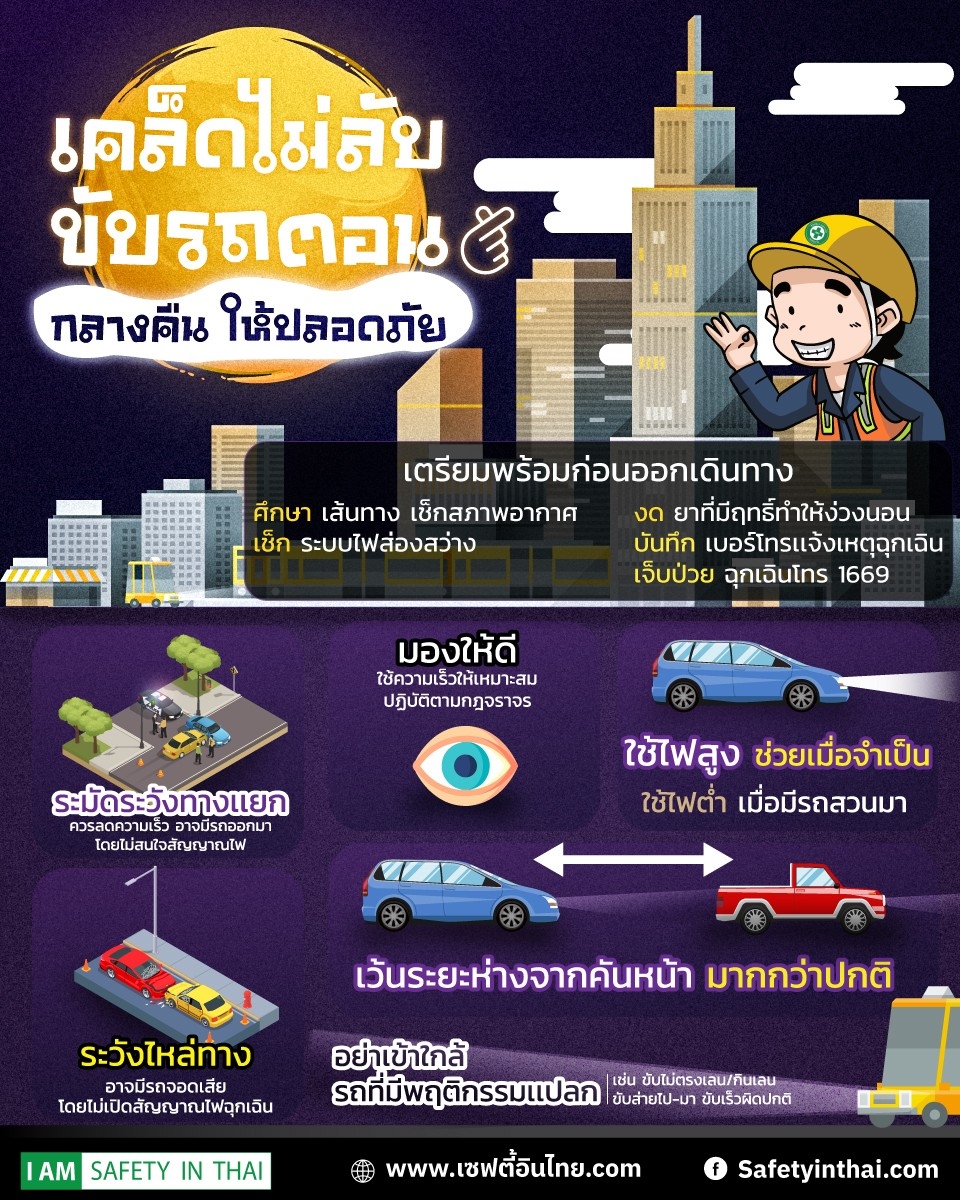 เคล็ดไม่ลับ
ขับรถตอน
กลางคืน ให้ปลอดภัย
เตรียมพร้อมก่อนออกเดินทาง
ศึกษา เส้นทาง เช็กสภาพอากาศ
เช็ก ระบบไฟส่องสว่าง
งด ยาที่มีฤทธิ์ทำให้ง่วงนอน
บันทึก เบอร์โทรแจ้งเหตุฉุกเฉิน
เจ็บป่วย ฉุกเฉินโทร 1669
ระมัดระวังทางแยก
ควรลดความเร็ว อาจมีรถออกมา
โดยไม่สนใจสัญญาณไฟ
มองให้ดี
ใช้ความเร็วให้เหมาะสม
ปฏิบัติตามกฎจราจร
ใช้ไฟสูง ช่วยเมื่อจำเป็น
ใช้ไฟต่ำ เมื่อมีรถสวนมา
ระวังไหล่ทาง
อาจมีรถจอดเสีย
โดยไม่เปิดสัญญาณไฟฉุกเฉิน
เว้นระยะห่างจากคันหน้า มากกว่าปกติ
อย่าเข้าใกล้
รถที่มีพฤติกรรมแปลก
เช่น ขับไม่ตรงเลน/กินเลน
ขับส่ายไป-มา ขับเร็วผิดปกติ
I AM SAFETY IN THAI
www.เซฟตี้อินไทย.com
Safetyinthai.com